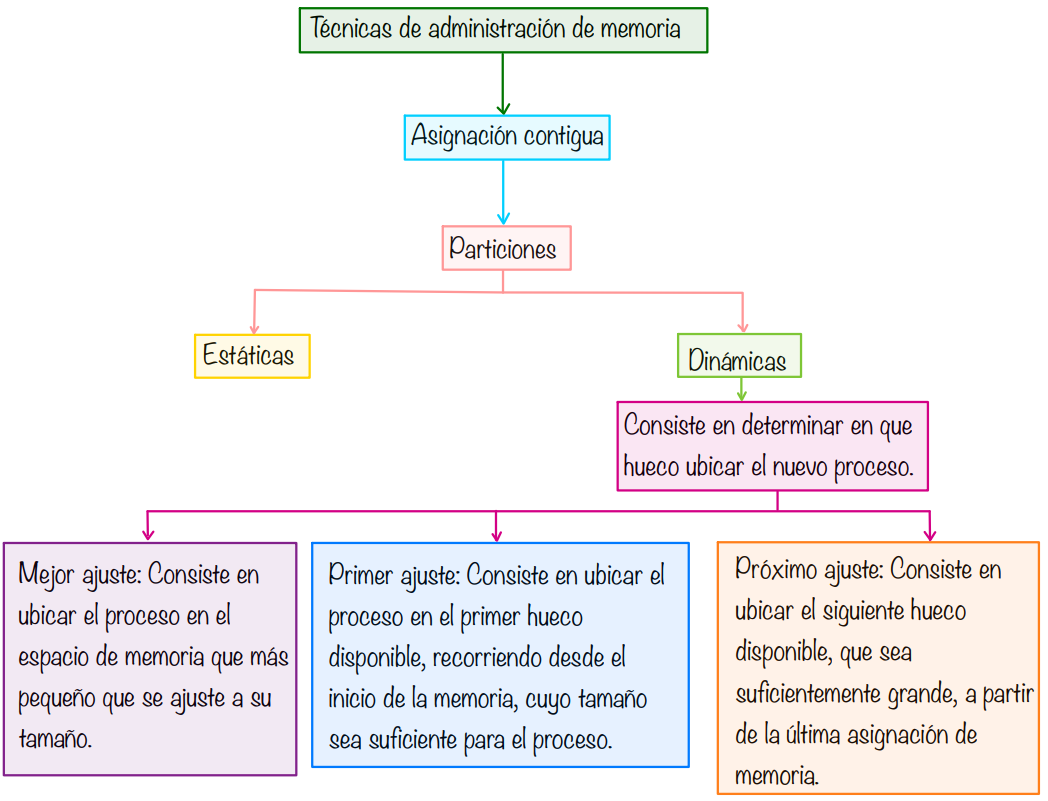 Técnicas de administración de memoria
Asignación contigua
Particiones
Estáticas
Dinámicas
Consiste en determinar en que
hueco ubicar el nuevo proceso.
Mejor ajuste: Consiste en
ubicar el proceso en el
espacio de memoria que más
pequeño que se ajuste a su
tamaño.
Primer ajuste: Consiste en ubicar el
proceso en el primer hueco
disponible, recorriendo desde el
inicio de la memoria, cuyo tamaño
sea suficiente para el proceso.
Próximo ajuste: Consiste en
ubicar el siguiente hueco
disponible, que sea
suficientemente grande, a partir
de la última asignación de
memoria.